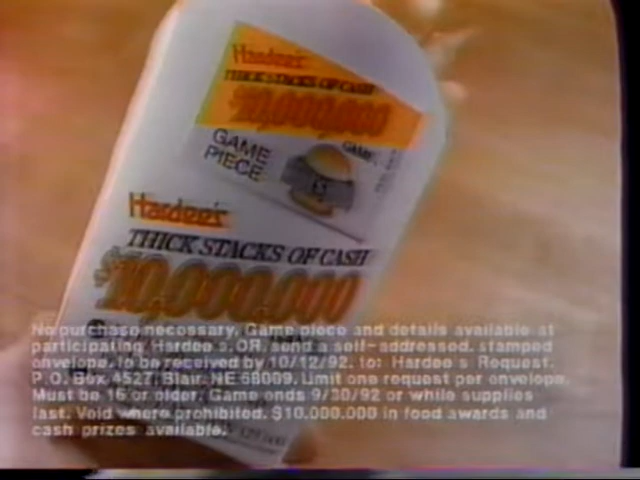 Hardee's
THICK STACKS OF CASH
$10,000,000
GAME
GAME
PIECE
Hardee's
THICK STACKS OF CASH
$10,000,000
No purchase necessary. Game piece and details available at
participating Hardee's. OR, send a self-addressed, stamped
envelope, to be received by 10/12/92, to: Hardee's Request,
P.O. Box 4527, Blair, NE 68009. Limit one request per envelope.
Must be 16 or older. Game ends 9/30/92 or while supplies
last. Void where prohibited. $10,000,000 in food awards and
cash prizes available.